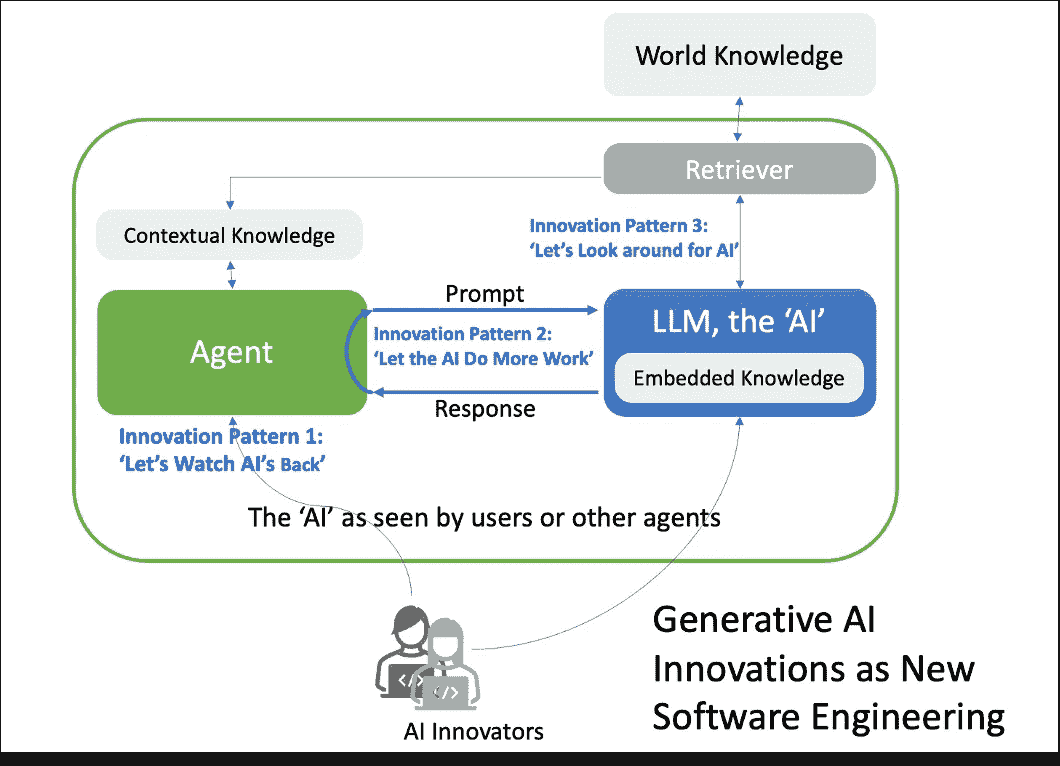 World Knowledge
Retriever
Contextual Knowledge
Innovation Pattern 3:
‘Let’s Look around for AI’
Agent
Prompt
Innovation Pattern 2:
‘Let the AI Do More Work’
Response
LLM, the ‘AI’
Embedded Knowledge
Innovation Pattern 1:
‘Let’s Watch AI’s Back’
The ‘AI’ as seen by users or other agents
</>
</>
AI Innovators
Generative AI
Innovations as New
Software Engineering